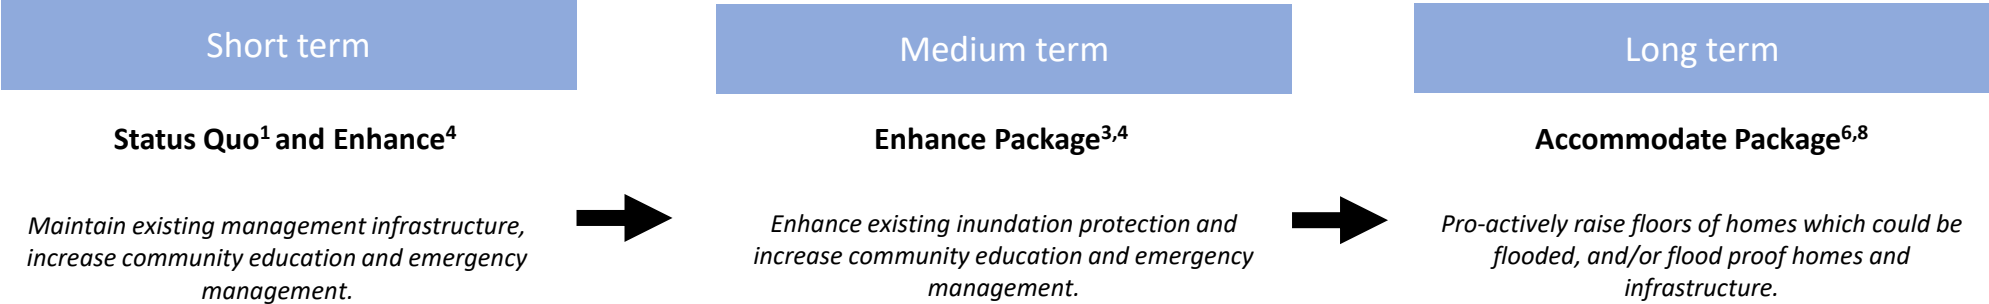 Short term
Status Quo¹ and Enhance⁴
Maintain existing management infrastructure,
increase community education and emergency
management.
Medium term
Enhance Package³,⁴
Enhance existing inundation protection and
increase community education and emergency
management.
Long term
Accommodate Package⁶,⁸
Pro-actively raise floors of homes which could be
flooded, and/or flood proof homes and
infrastructure.